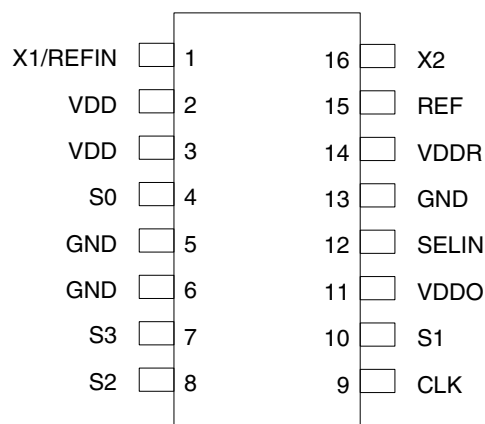 X1/REFIN 1 16 X2
VDD 2 15 REF
VDD 3 14 VDDR
S0 4 13 GND
GND 5 12 SELIN
GND 6 11 VDDO
S3 7 10 S1
S2 8 9 CLK